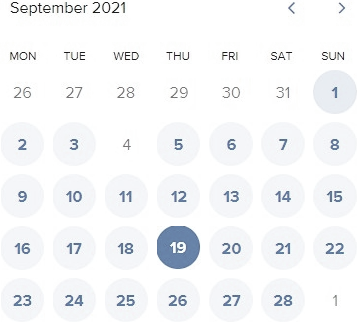 September 2021
MON TUE WED THU FRI SAT SUN
26 27 28 29 30 31 1
2 3 4 5 6 7 8
9 10 11 12 13 14 15
16 17 18 19 20 21 22
23 24 25 26 27 28 1